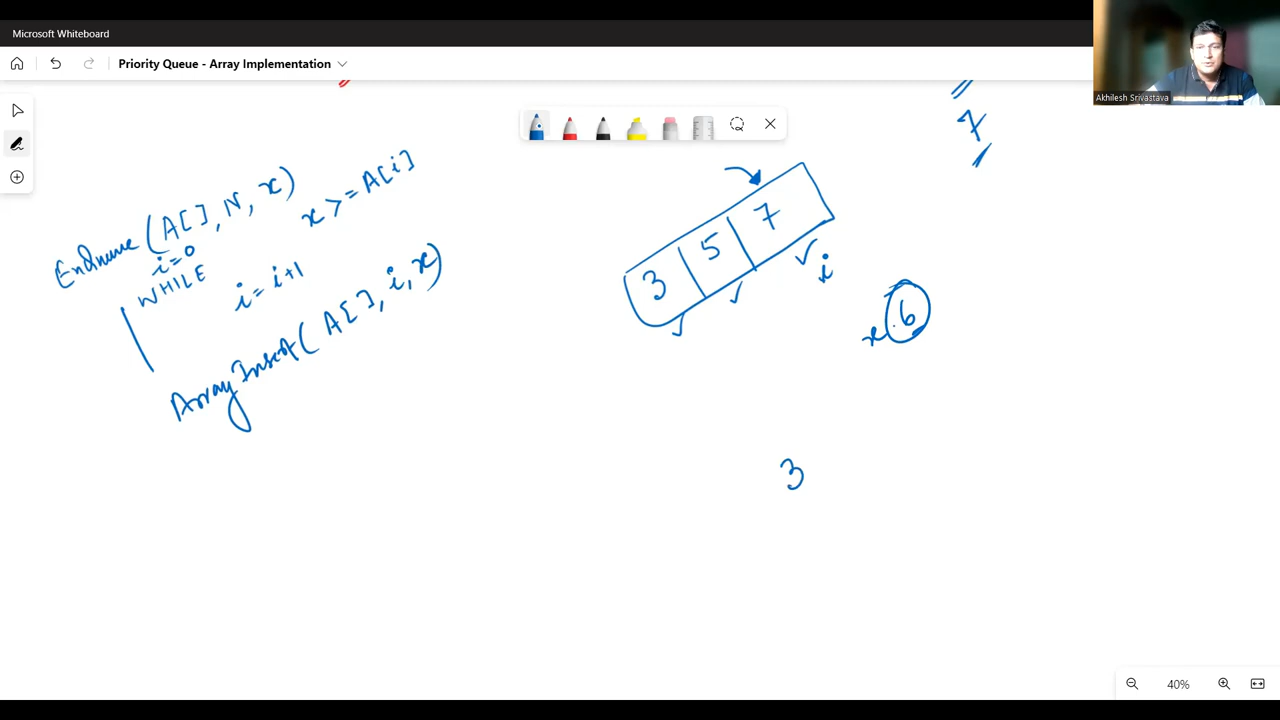 Microsoft Whiteboard
Priority Queue - Array Implementation
Akhilesh Srivastava
7
Enqueue (A[], N, x)
i=0
WHILE x >= A[i]
i = i+1
ArrayInsert (A[], i, x)
3 5 7
i
x 6
3
40%